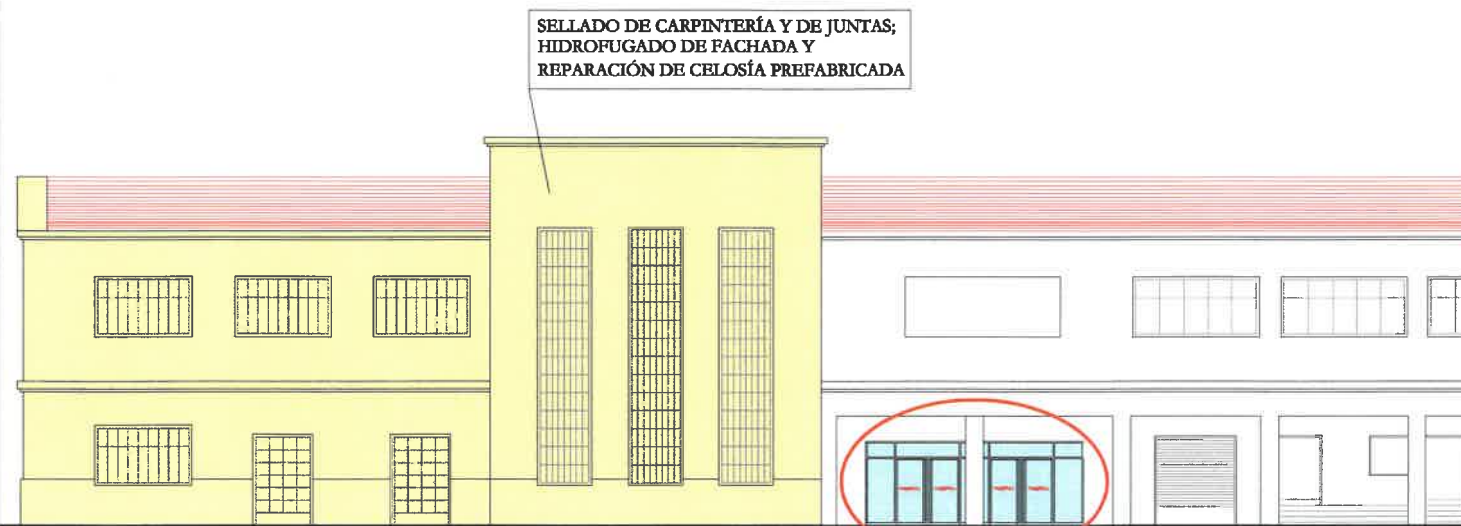 SELLADO DE CARPINTERÍA Y DE JUNTAS;
HIDROFUGADO DE FACHADA Y
REPARACIÓN DE CELOSÍA PREFABRICADA